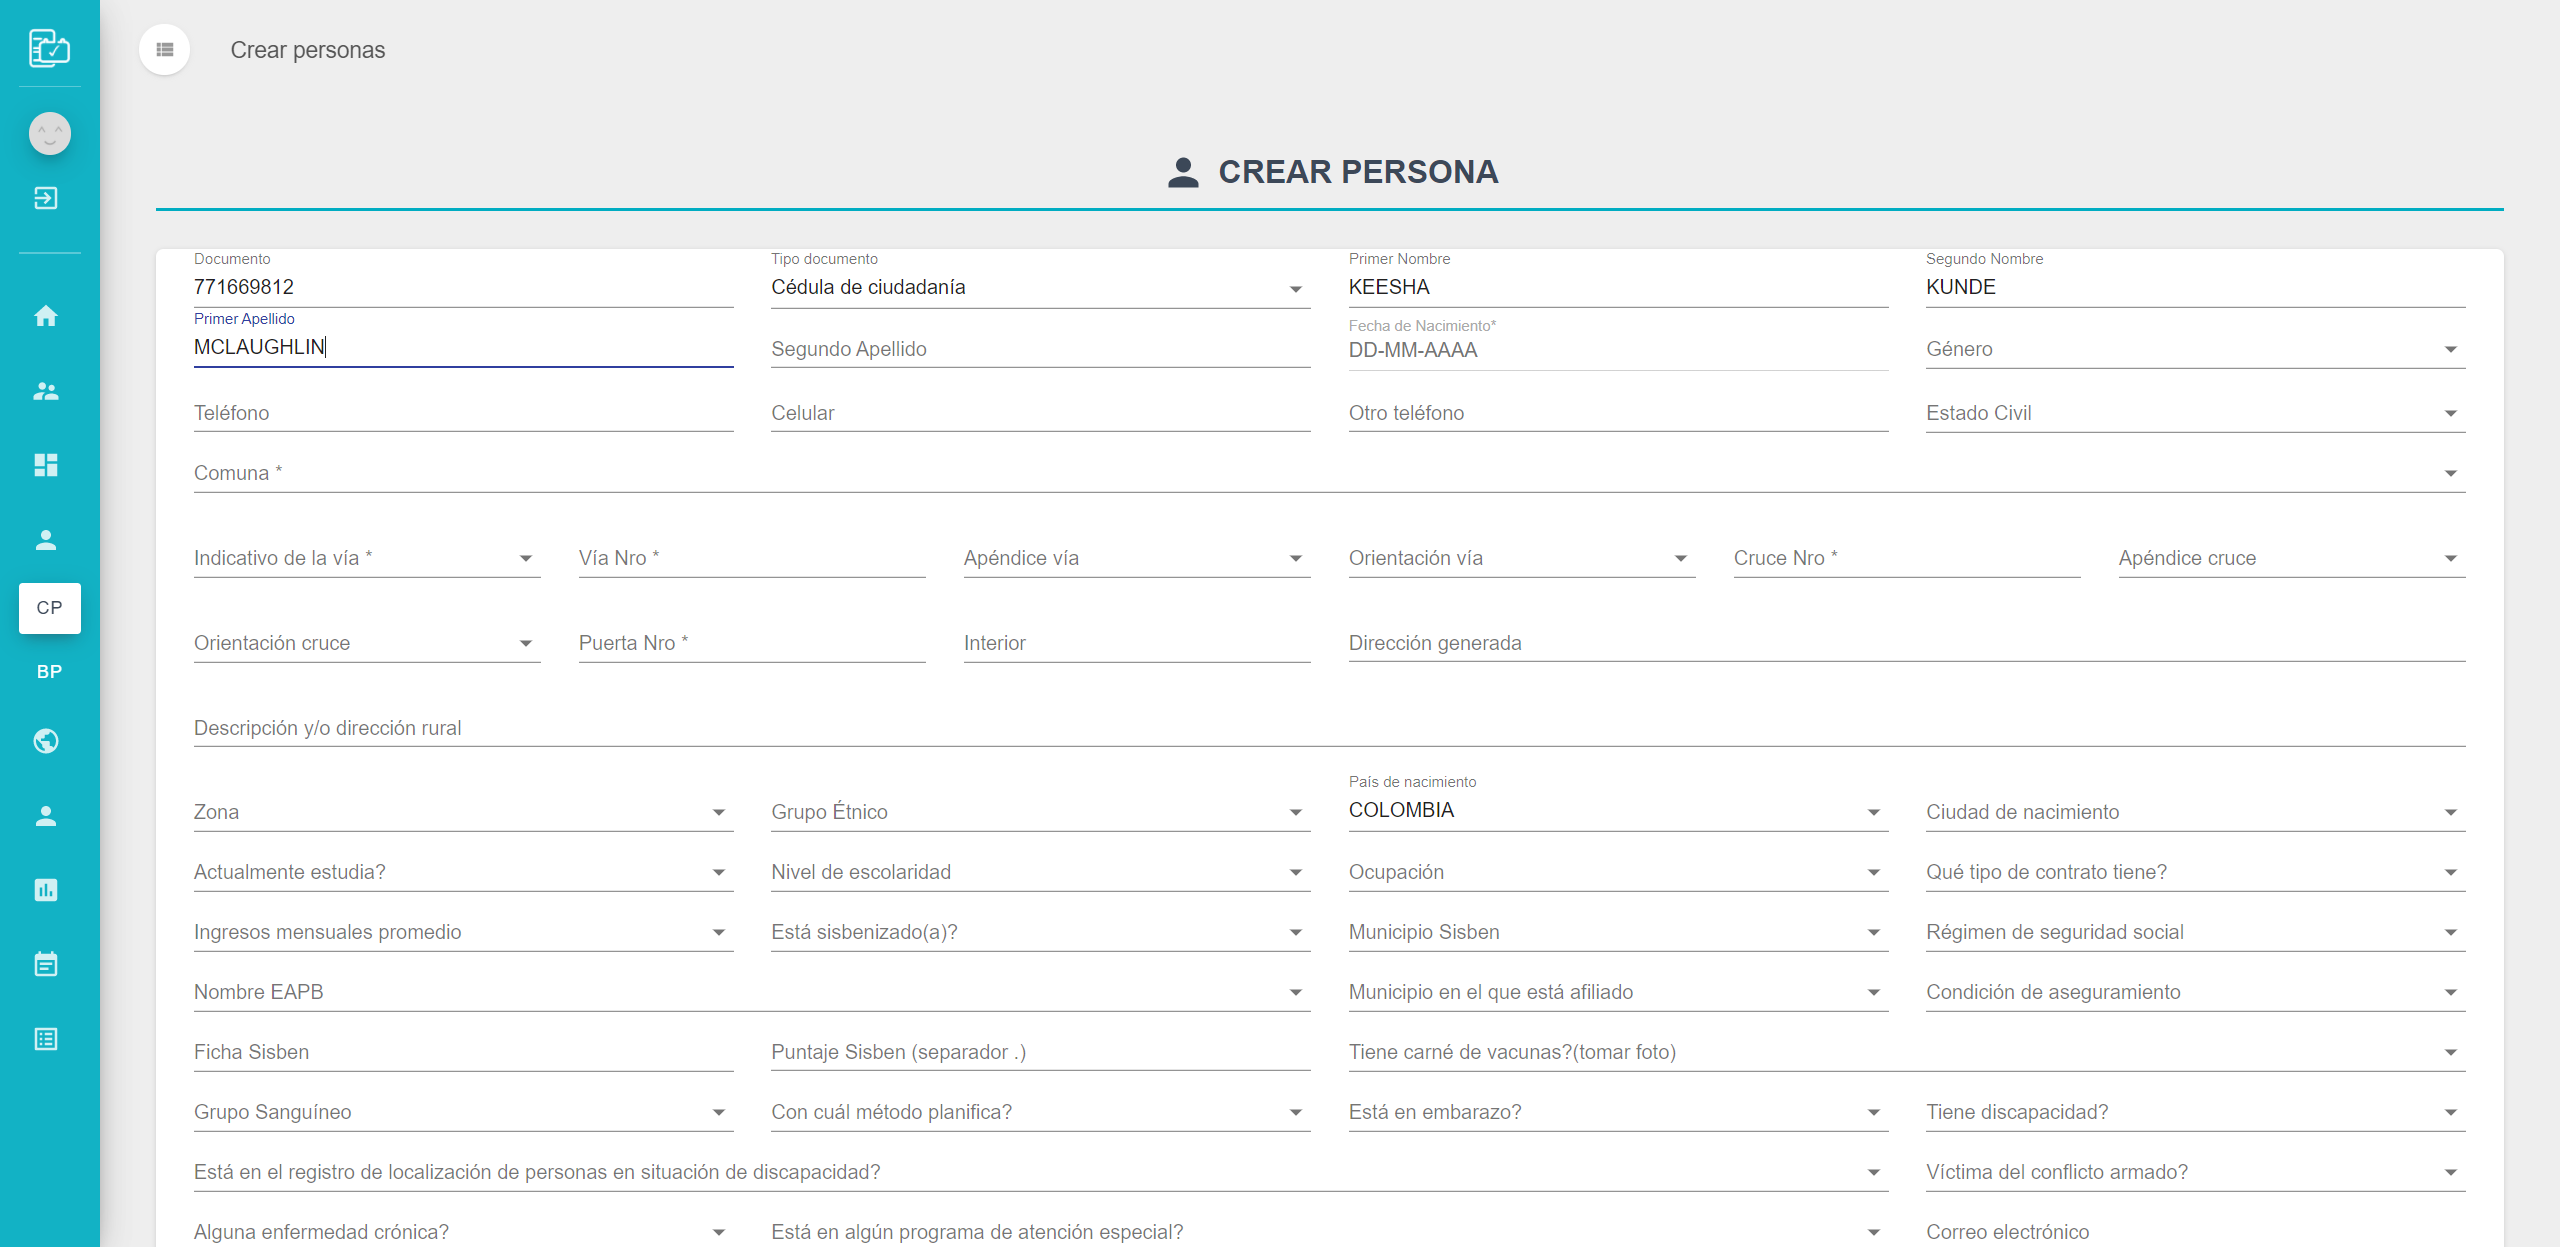 Crear personas
CREAR PERSONA
Documento
771669812
Tipo documento
Cédula de ciudadanía
Primer Nombre
KEESHA
Segundo Nombre
KUNDE
Primer Apellido
MCLAUGHLIN
Segundo Apellido
Fecha de Nacimiento*
DD-MM-AAAA
Género
Teléfono
Celular
Otro teléfono
Estado Civil
Comuna *
Indicativo de la vía *
Vía Nro *
Apéndice vía
Orientación vía
Cruce Nro *
Apéndice cruce
CP
Orientación cruce
Puerta Nro *
Interior
Dirección generada
BP
Descripción y/o dirección rural
Zona
Grupo Étnico
País de nacimiento
COLOMBIA
Ciudad de nacimiento
Actualmente estudia?
Nivel de escolaridad
Ocupación
Qué tipo de contrato tiene?
Ingresos mensuales promedio
Está sisbenizado(a)?
Municipio Sisben
Régimen de seguridad social
Nombre EAPB
Municipio en el que está afiliado
Condición de aseguramiento
Ficha Sisben
Puntaje Sisben (separador .)
Tiene carné de vacunas?(tomar foto)
Grupo Sanguíneo
Con cuál método planifica?
Está en embarazo?
Tiene discapacidad?
Está en el registro de localización de personas en situación de discapacidad?
Víctima del conflicto armado?
Alguna enfermedad crónica?
Está en algún programa de atención especial?
Correo electrónico